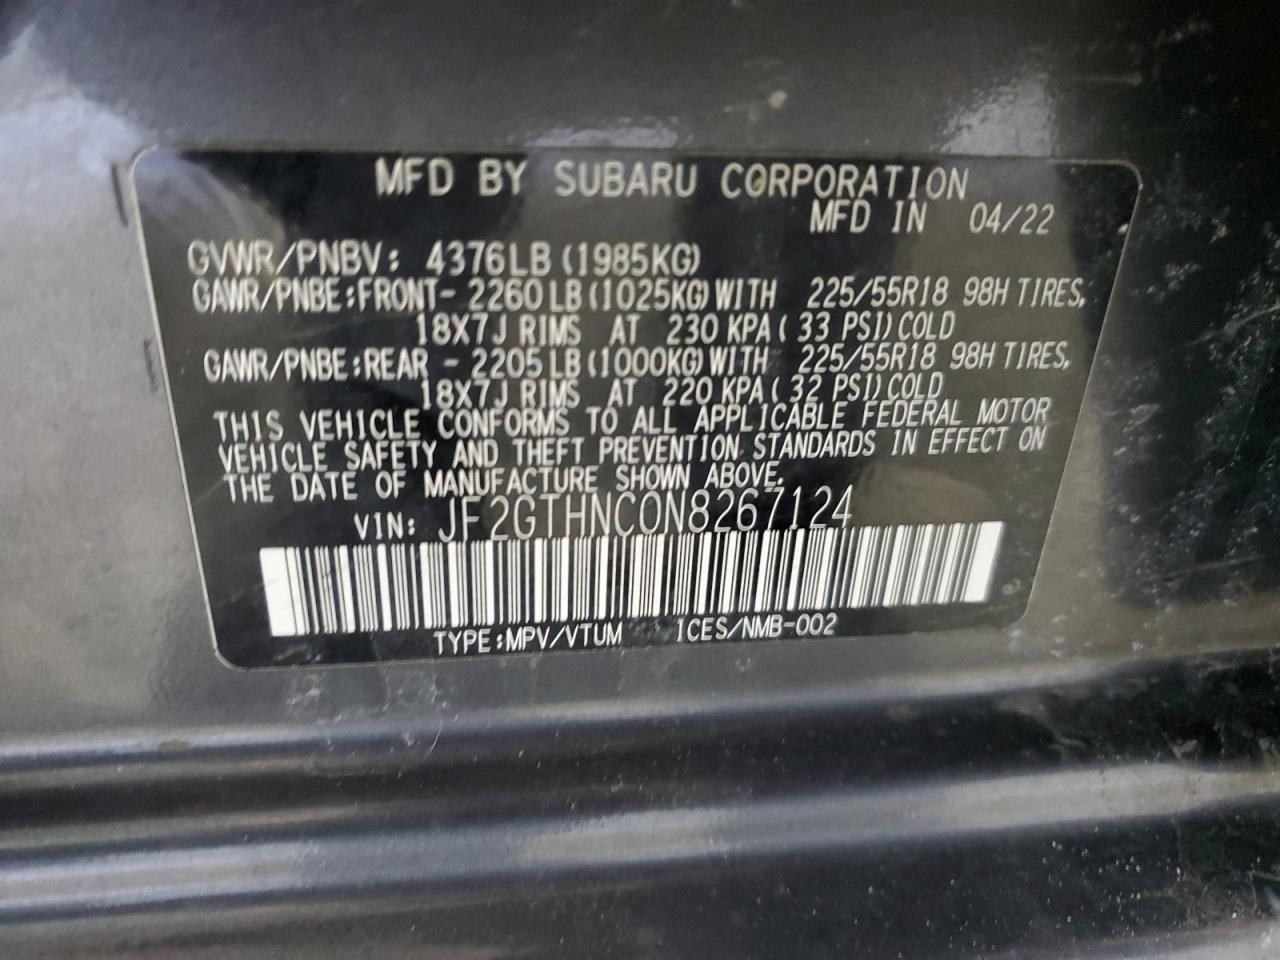 MFD BY SUBARU CORPORATION
MFD IN 04/22
GVWR/PNBV: 4376LB (1985KG)
GAWR/PNBE:FRONT- 2260LB(1025KG)WITH 225/55R18 98H TIRES,
18X7J RIMS AT 230 KPA( 33 PSI)COLD
GAWR/PNBE:REAR - 2205LB(1000KG)WITH 225/55R18 98H TIRES,
18X7J RIMS AT 220 KPA( 32 PSI)COLD
THIS VEHICLE CONFORMS TO ALL APPLICABLE FEDERAL MOTOR
VEHICLE SAFETY AND THEFT PREVENTION STANDARDS IN EFFECT ON
THE DATE OF MANUFACTURE SHOWN ABOVE.
VIN: JF2GTHNC0N8267124
TYPE:MPV/VTUM ICES/NMB-002